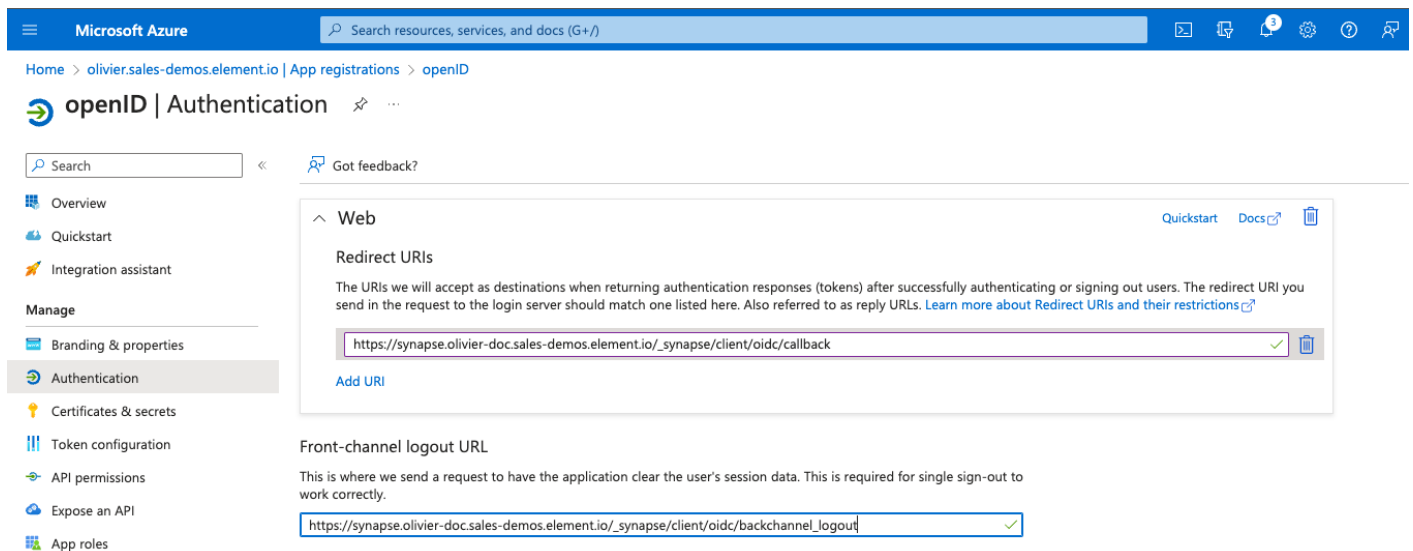 Microsoft Azure
Search resources, services, and docs (G+/)
3
Home > olivier.sales-demos.element.io | App registrations > openID
openID | Authentication
Search
Got feedback?
Overview
Quickstart
Integration assistant
Manage
Branding & properties
Authentication
Certificates & secrets
Token configuration
API permissions
Expose an API
App roles
Web
Quickstart
Docs
Redirect URIs
The URIs we will accept as destinations when returning authentication responses (tokens) after successfully authenticating or signing out users. The redirect URI you
send in the request to the login server should match one listed here. Also referred to as reply URLs. Learn more about Redirect URIs and their restrictions
https://synapse.olivier-doc.sales-demos.element.io/_synapse/client/oidc/callback
Add URI
Front-channel logout URL
This is where we send a request to have the application clear the user's session data. This is required for single sign-out to
work correctly.
https://synapse.olivier-doc.sales-demos.element.io/_synapse/client/oidc/backchannel_logout